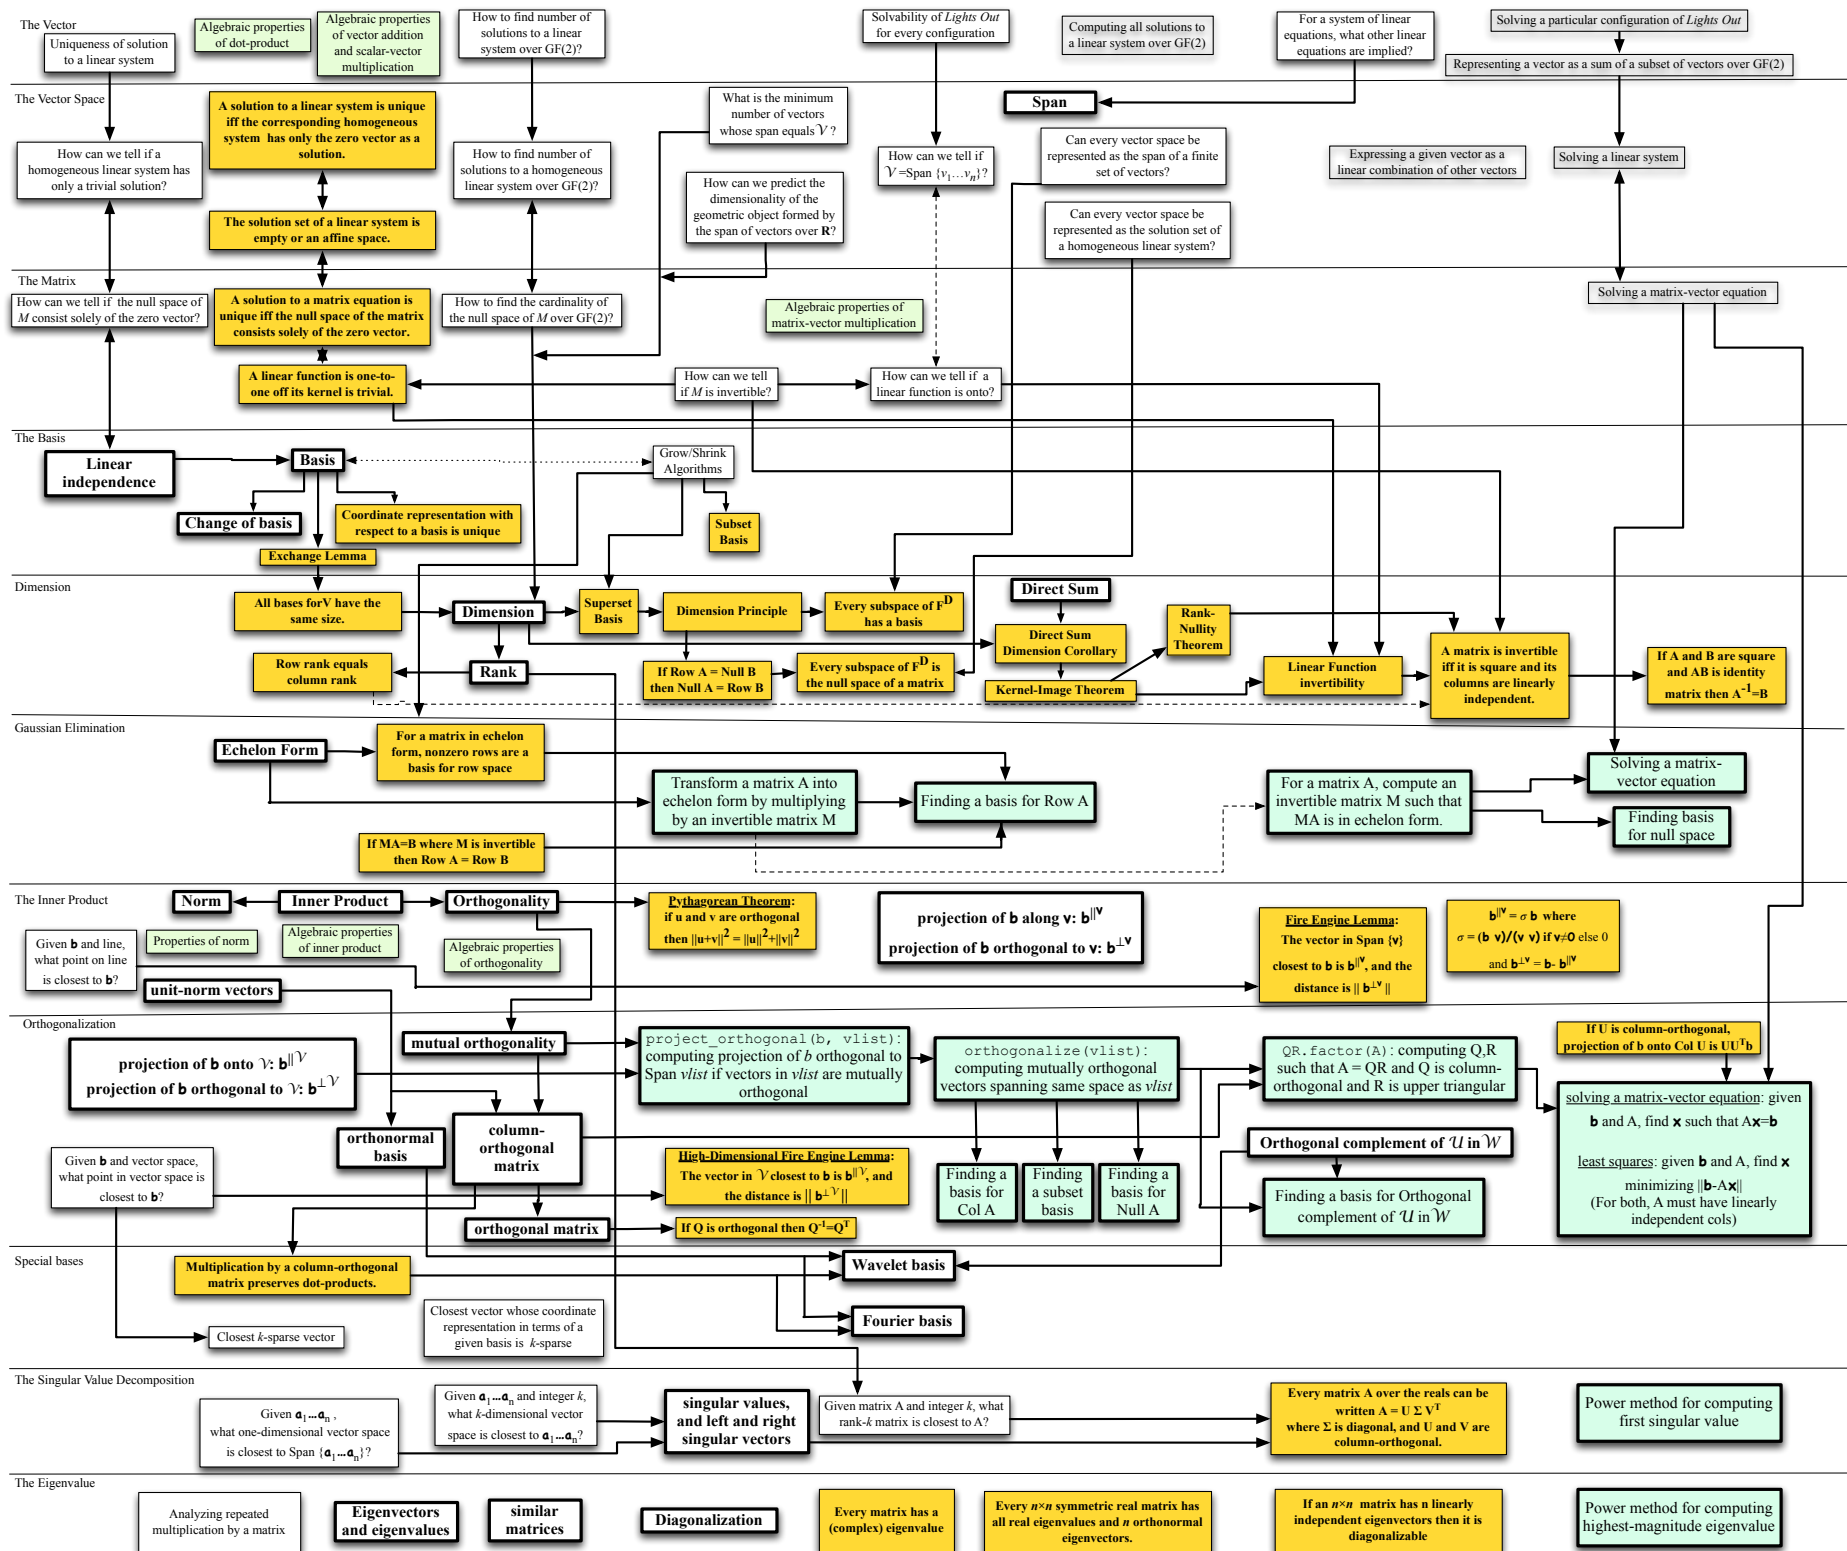 The Vector
Uniqueness of solution
to a linear system
Algebraic properties
of dot-product
Algebraic properties
of vector addition
and scalar-vector
multiplication
How to find number of
solutions to a linear
system over GF(2)?
Solvability of Lights Out
for every configuration
Computing all solutions to
a linear system over GF(2)
For a system of linear
equations, what other linear
equations are implied?
Solving a particular configuration of Lights Out
Representing a vector as a sum of a subset of vectors over GF(2)
The Vector Space
A solution to a linear system is unique
iff the corresponding homogeneous
system has only the zero vector as a
solution.
What is the minimum
number of vectors
whose span equals 𝒱 ?
Span
How can we tell if a
homogeneous linear system has
only a trivial solution?
How to find number of
solutions to a homogeneous
linear system over GF(2)?
How can we tell if
𝒱 =Span {v₁…vₙ}?
Can every vector space be
represented as the span of a finite
set of vectors?
Expressing a given vector as a
linear combination of other vectors
Solving a linear system
How can we predict the
dimensionality of the
geometric object formed by
the span of vectors over R?
The solution set of a linear system is
empty or an affine space.
Can every vector space be
represented as the solution set of
a homogeneous linear system?
The Matrix
How can we tell if the null space of
M consist solely of the zero vector?
A solution to a matrix equation is
unique iff the null space of the matrix
consists solely of the zero vector.
How to find the cardinality of
the null space of M over GF(2)?
Algebraic properties of
matrix-vector multiplication
Solving a matrix-vector equation
A linear function is one-to-
one off its kernel is trivial.
How can we tell
if M is invertible?
How can we tell if a
linear function is onto?
The Basis
Linear
independence
Basis
Grow/Shrink
Algorithms
Change of basis
Coordinate representation with
respect to a basis is unique
Subset
Basis
Exchange Lemma
Dimension
All bases forV have the
same size.
Dimension
Superset
Basis
Dimension Principle
Every subspace of Fᴰ
has a basis
Direct Sum
Rank-
Nullity
Theorem
Direct Sum
Dimension Corollary
A matrix is invertible
iff it is square and its
columns are linearly
independent.
If A and B are square
and AB is identity
matrix then A⁻¹=B
Row rank equals
column rank
Rank
If Row A = Null B
then Null A = Row B
Every subspace of Fᴰ is
the null space of a matrix
Kernel-Image Theorem
Linear Function
invertibility
Gaussian Elimination
Echelon Form
For a matrix in echelon
form, nonzero rows are a
basis for row space
Transform a matrix A into
echelon form by multiplying
by an invertible matrix M
Finding a basis for Row A
For a matrix A, compute an
invertible matrix M such that
MA is in echelon form.
Solving a matrix-
vector equation
Finding basis
for null space
If MA=B where M is invertible
then Row A = Row B
The Inner Product
Norm
Inner Product
Orthogonality
Pythagorean Theorem:
if u and v are orthogonal
then ||u+v||² = ||u||²+||v||²
projection of b along v: b^||v
projection of b orthogonal to v: b^⊥v
Fire Engine Lemma:
The vector in Span {v}
closest to b is b^||v, and the
distance is || b^⊥v ||
b^||v = σ b where
σ = (b v)/(v v) if v≠0 else 0
and b^⊥v = b- b^||v
Given b and line,
what point on line
is closest to b?
Properties of norm
Algebraic properties
of inner product
Algebraic properties
of orthogonality
unit-norm vectors
Orthogonalization
projection of b onto 𝒱: b^||𝒱
projection of b orthogonal to 𝒱: b^⊥𝒱
mutual orthogonality
project_orthogonal(b, vlist):
computing projection of b orthogonal to
Span vlist if vectors in vlist are mutually
orthogonal
orthogonalize(vlist):
computing mutually orthogonal
vectors spanning same space as vlist
QR.factor(A): computing Q,R
such that A = QR and Q is column-
orthogonal and R is upper triangular
If U is column-orthogonal,
projection of b onto Col U is UUᵀb
solving a matrix-vector equation: given
b and A, find x such that Ax=b
least squares: given b and A, find x
minimizing ||b-Ax||
(For both, A must have linearly
independent cols)
orthonormal
basis
column-
orthogonal
matrix
Orthogonal complement of 𝒰 in 𝒲
Given b and vector space,
what point in vector space is
closest to b?
High-Dimensional Fire Engine Lemma:
The vector in 𝒱 closest to b is b^||𝒱, and
the distance is || b^⊥𝒱 ||
Finding a
basis for
Col A
Finding
a subset
basis
Finding a
basis for
Null A
Finding a basis for Orthogonal
complement of 𝒰 in 𝒲
orthogonal matrix
If Q is orthogonal then Q⁻¹=Qᵀ
Special bases
Multiplication by a column-orthogonal
matrix preserves dot-products.
Wavelet basis
Closest k-sparse vector
Closest vector whose coordinate
representation in terms of a
given basis is k-sparse
Fourier basis
The Singular Value Decomposition
Given a₁...aₙ ,
what one-dimensional vector space
is closest to Span {a₁...aₙ}?
Given a₁...aₙ and integer k,
what k-dimensional vector
space is closest to a₁...aₙ?
singular values,
and left and right
singular vectors
Given matrix A and integer k, what
rank-k matrix is closest to A?
Every matrix A over the reals can be
written A = U Σ Vᵀ
where Σ is diagonal, and U and V are
column-orthogonal.
Power method for computing
first singular value
The Eigenvalue
Analyzing repeated
multiplication by a matrix
Eigenvectors
and eigenvalues
similar
matrices
Diagonalization
Every matrix has a
(complex) eigenvalue
Every n×n symmetric real matrix has
all real eigenvalues and n orthonormal
eigenvectors.
If an n×n matrix has n linearly
independent eigenvectors then it is
diagonalizable
Power method for computing
highest-magnitude eigenvalue